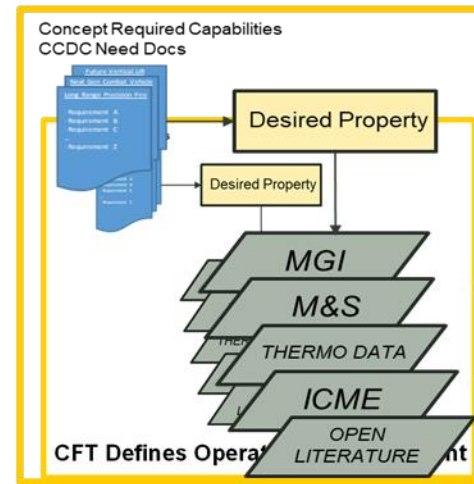 Concept Required Capabilities
CCDC Need Docs
Future Vertical Lift
Next Gen Combat Vehicle
Long Range Precision Fire
- Requirement A
- Requirement B
- Requirement C
…
- Requirement Z
Desired Property
Desired Property
MGI
M&S
THERMO DATA
ICME
OPEN
LITERATURE
CFT Defines